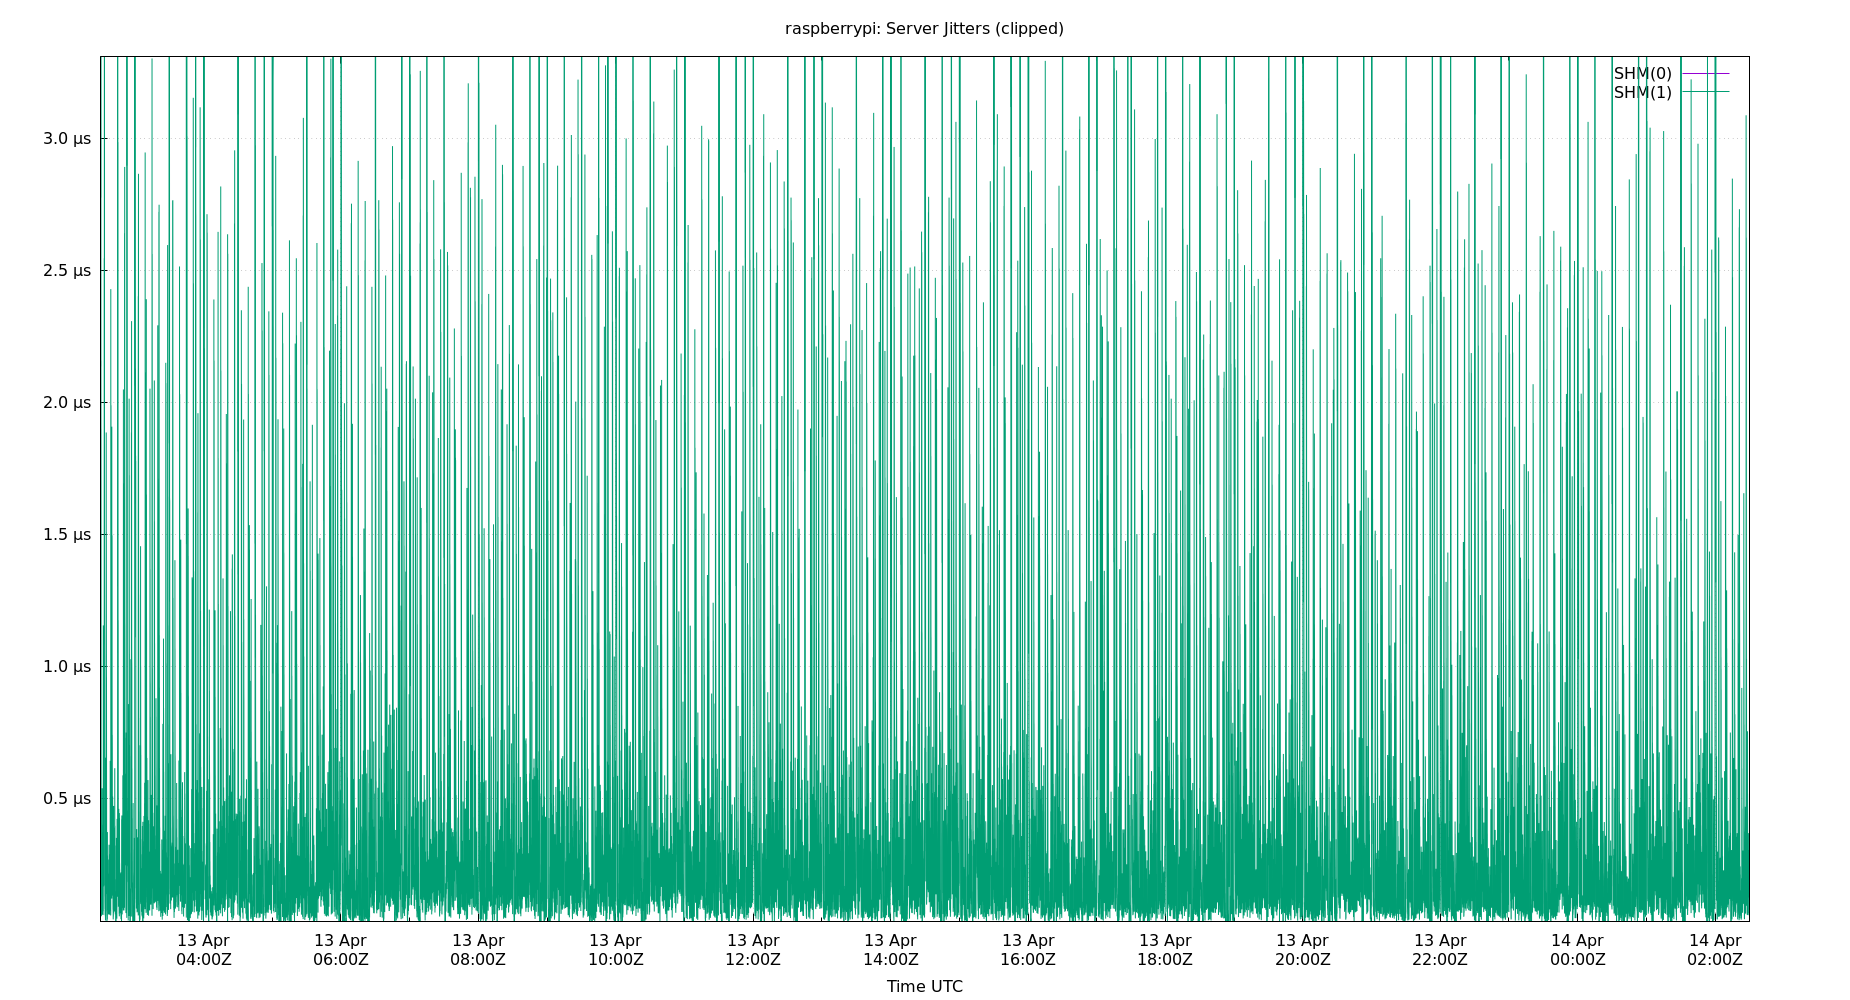 raspberrypi: Server Jitters (clipped)
SHM(0)
SHM(1)
3.0 µs
2.5 µs
2.0 µs
1.5 µs
1.0 µs
0.5 µs
13 Apr 13 Apr 13 Apr 13 Apr 13 Apr 13 Apr 13 Apr 13 Apr 13 Apr 13 Apr 14 Apr 14 Apr
04:00Z 06:00Z 08:00Z 10:00Z 12:00Z 14:00Z 16:00Z 18:00Z 20:00Z 22:00Z 00:00Z 02:00Z
Time UTC